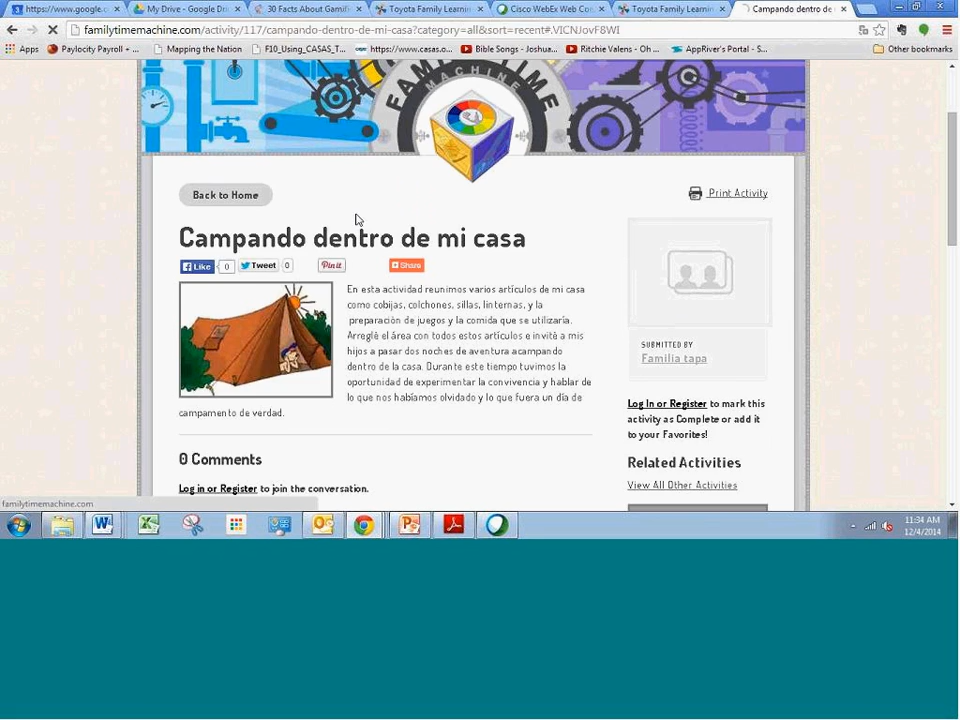 https://www.google.c
My Drive - Google Dri
30 Facts About Gamifi
Toyota Family Learnin
Cisco WebEx Web Con
Toyota Family Learnin
Campando dentro de
familytimemachine.com/activity/117/campando-dentro-de-mi-casa?category=all&sort=recent#.VICNJovF8WI
Apps
Paylocity Payroll + ...
Mapping the Nation
F10_Using_CASAS_T...
https://www.casas.o...
Bible Songs - Joshua...
Ritchie Valens - Oh ...
AppRiver's Portal - S...
Other bookmarks
FAMILY TIME
MACHINE
Back to Home
Print Activity
Campando dentro de mi casa
Like 0 Tweet 0 Pin it Share
En esta actividad reunimos varios artículos de mi casa
como cobijas, colchones, sillas, linternas, y la
preparación de juegos y la comida que se utilizaría.
Arreglé el área con todos estos artículos e invité a mis
hijos a pasar dos noches de aventura acampando
dentro de la casa. Durante este tiempo tuvimos la
oportunidad de experimentar la convivencia y hablar de
lo que nos habíamos olvidado y lo que fuera un día de
campamento de verdad.
SUBMITTED BY
Familia tapa
Log In or Register to mark this
activity as Complete or add it
to your Favorites!
0 Comments
Log in or Register to join the conversation.
Related Activities
View All Other Activities
familytimemachine.com
11:34 AM
12/4/2014